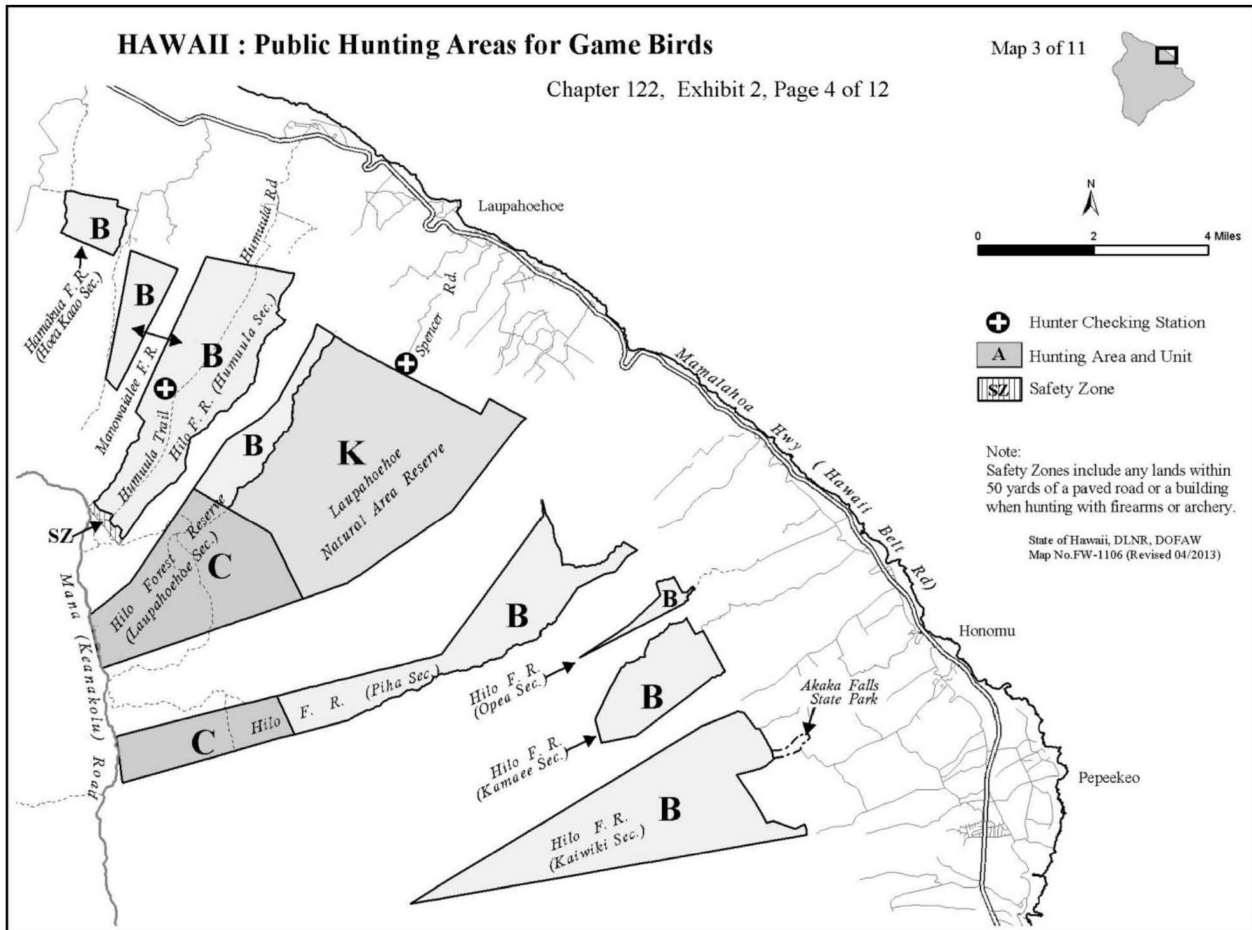 HAWAII : Public Hunting Areas for Game Birds
Map 3 of 11
Chapter 122, Exhibit 2, Page 4 of 12
Laupahoehoe
N
0 2 4 Miles
Hunter Checking Station
A Hunting Area and Unit
SZ Safety Zone
Note:
Safety Zones include any lands within
50 yards of a paved road or a building
when hunting with firearms or archery.
State of Hawaii, DLNR, DOFAW
Map No.FW-1106 (Revised 04/2013)
Humuula Rd
B
Hamakua F. R.
(Hoea Kaao Sec.)
B
Manowaialee F. R.
B
Humuula Trail
Hilo F. R. (Humuula Sec.)
Spencer Rd.
B
K
Laupahoehoe
Natural Area Reserve
SZ
Hilo Forest Reserve
(Laupahoehoe Sec.)
C
Mana (Keanakolu) Road
Mamalahoa Hwy (Hawaii Belt Rd)
B
Hilo F. R. (Piha Sec.)
C
B
Hilo F. R.
(Opea Sec.)
B
Hilo F. R.
(Kamaee Sec.)
Akaka Falls
State Park
Honomu
Pepeekeo
B
Hilo F. R.
(Kaiwiki Sec.)